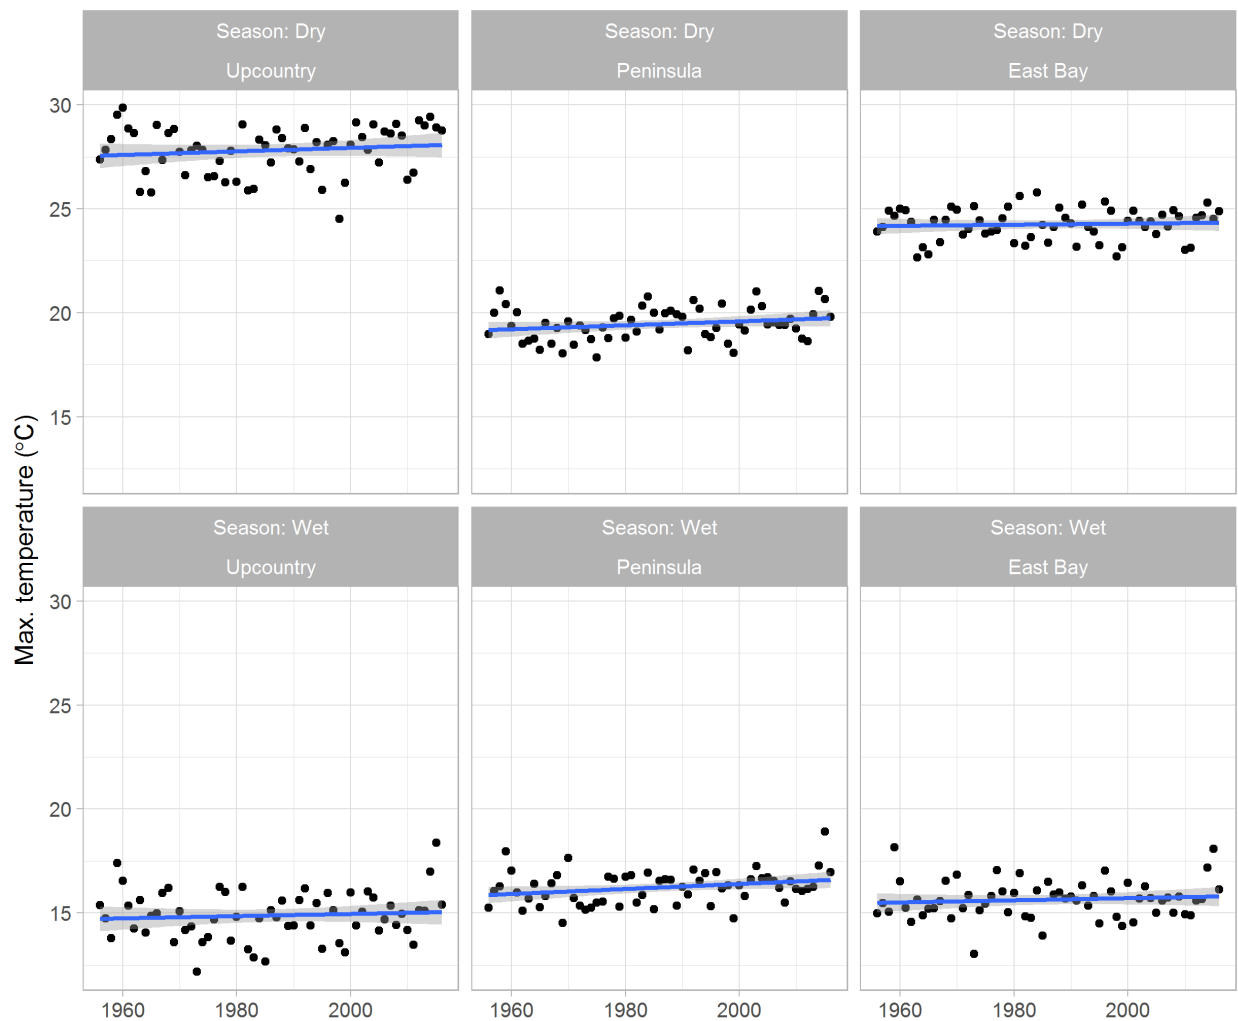 Season: Dry
Upcountry
Season: Dry
Peninsula
Season: Dry
East Bay
30
25
20
15
Max. temperature (°C)
Season: Wet
Upcountry
Season: Wet
Peninsula
Season: Wet
East Bay
30
25
20
15
1960 1980 2000
1960 1980 2000
1960 1980 2000